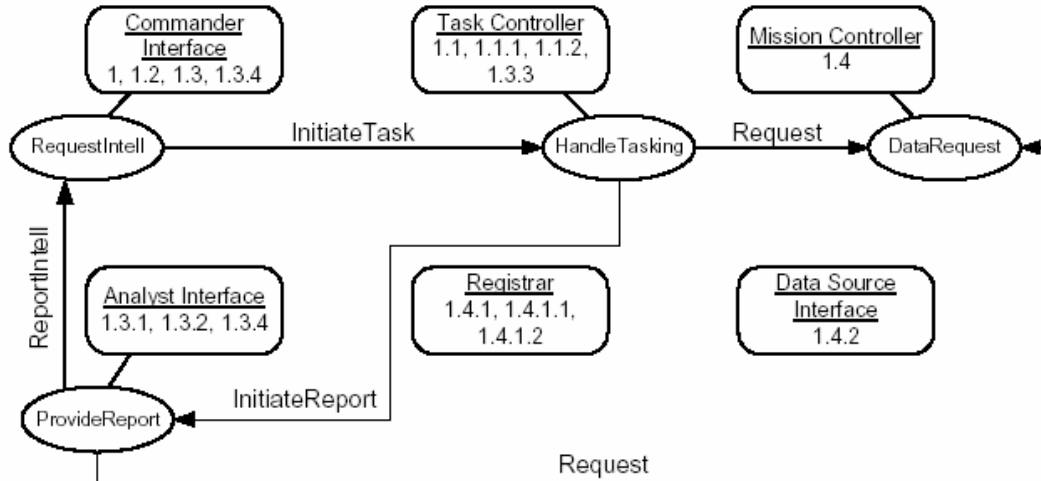 Commander
Interface
1, 1.2, 1.3, 1.3.4
Task Controller
1.1, 1.1.1, 1.1.2,
1.3.3
Mission Controller
1.4
RequestIntell
InitiateTask
HandleTasking
Request
DataRequest
ReportIntell
Analyst Interface
1.3.1, 1.3.2, 1.3.4
Registrar
1.4.1, 1.4.1.1,
1.4.1.2
Data Source
Interface
1.4.2
InitiateReport
ProvideReport
Request